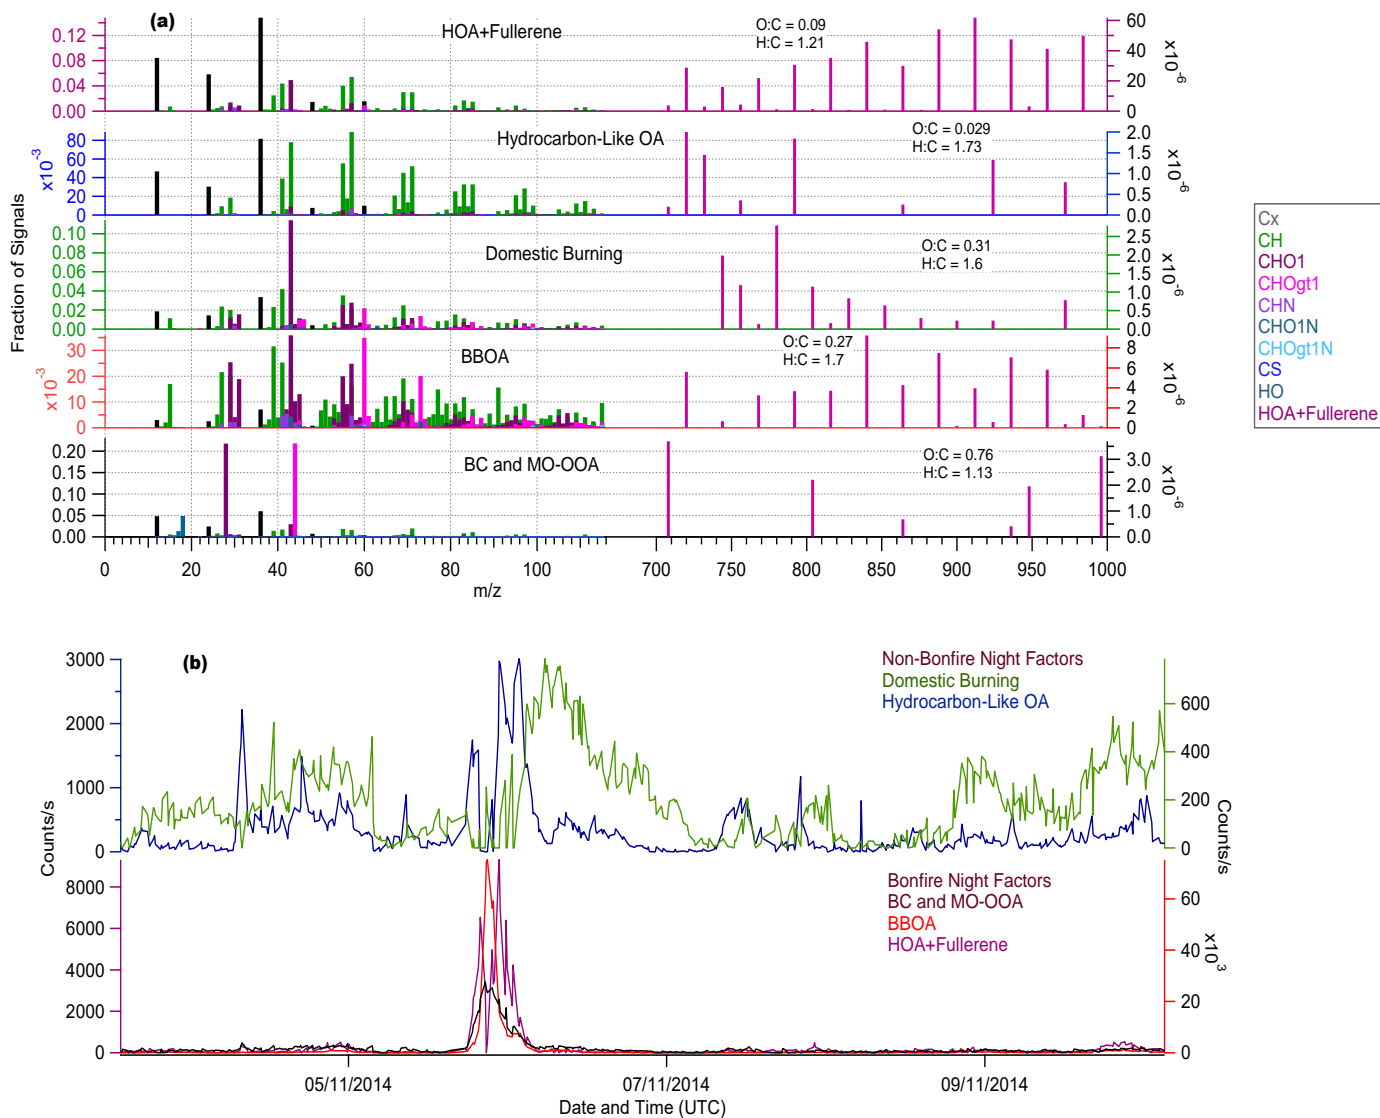 (a)
HOA+Fullerene
O:C = 0.09
H:C = 1.21
0.12
0.08
0.04
0.00
60
40
20
0
x10⁻⁶
Hydrocarbon-Like OA
O:C = 0.029
H:C = 1.73
80
60
40
20
0
x10⁻³
2.0
1.5
1.0
0.5
0.0
x10⁻⁶
Domestic Burning
O:C = 0.31
H:C = 1.6
0.10
0.08
0.06
0.04
0.02
0.00
2.5
2.0
1.5
1.0
0.5
0.0
x10⁻⁶
BBOA
O:C = 0.27
H:C = 1.7
30
20
10
0
x10⁻³
8
6
4
2
0
x10⁻⁶
BC and MO-OOA
O:C = 0.76
H:C = 1.13
0.20
0.15
0.10
0.05
0.00
3.0
2.0
1.0
0.0
x10⁻⁶
Fraction of Signals
0 20 40 60 80 100 700 750 800 850 900 950 1000
m/z
Cx
CH
CHO1
CHOgt1
CHN
CHO1N
CHOgt1N
CS
HO
HOA+Fullerene
(b)
Non-Bonfire Night Factors
Domestic Burning
Hydrocarbon-Like OA
3000
2000
1000
0
Counts/s
600
400
200
0
Counts/s
Bonfire Night Factors
BC and MO-OOA
BBOA
HOA+Fullerene
8000
6000
4000
2000
0
60
40
20
0
x10³
05/11/2014 07/11/2014 09/11/2014
Date and Time (UTC)